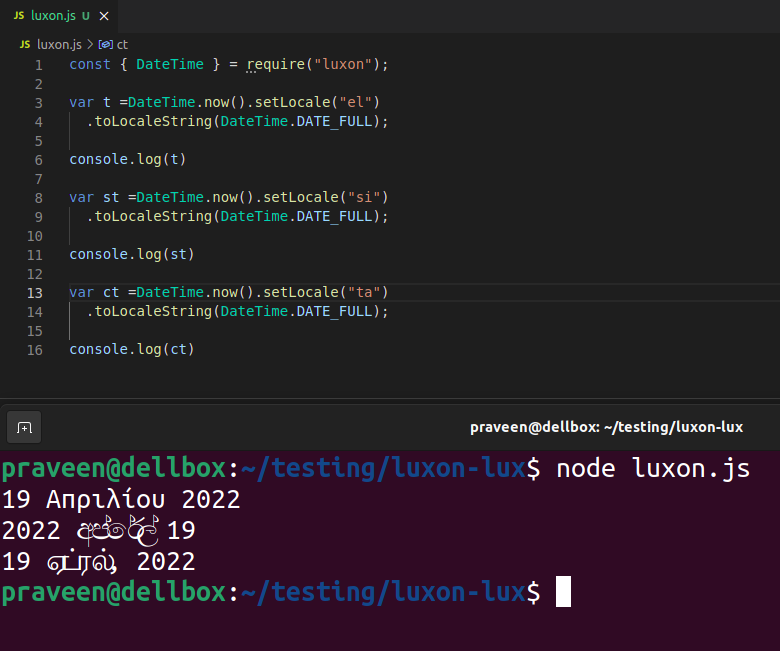 JS luxon.js U ×
JS luxon.js > ct
1 const { DateTime } = require("luxon");
2
3 var t =DateTime.now().setLocale("el")
4 .toLocaleString(DateTime.DATE_FULL);
5
6 console.log(t)
7
8 var st =DateTime.now().setLocale("si")
9 .toLocaleString(DateTime.DATE_FULL);
10
11 console.log(st)
12
13 var ct =DateTime.now().setLocale("ta")
14 .toLocaleString(DateTime.DATE_FULL);
15
16 console.log(ct)
praveen@dellbox: ~/testing/luxon-lux
praveen@dellbox:~/testing/luxon-lux$ node luxon.js
19 Απριλίου 2022
2022 අප්‍රේල් 19
19 ஏப்ரல், 2022
praveen@dellbox:~/testing/luxon-lux$